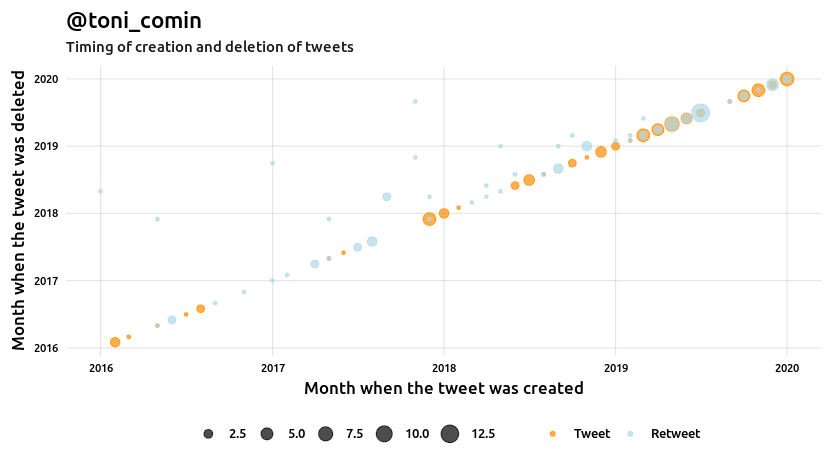 @toni_comin
Timing of creation and deletion of tweets
Month when the tweet was deleted
2020
2019
2018
2017
2016
2016 2017 2018 2019 2020
Month when the tweet was created
2.5 5.0 7.5 10.0 12.5 Tweet Retweet